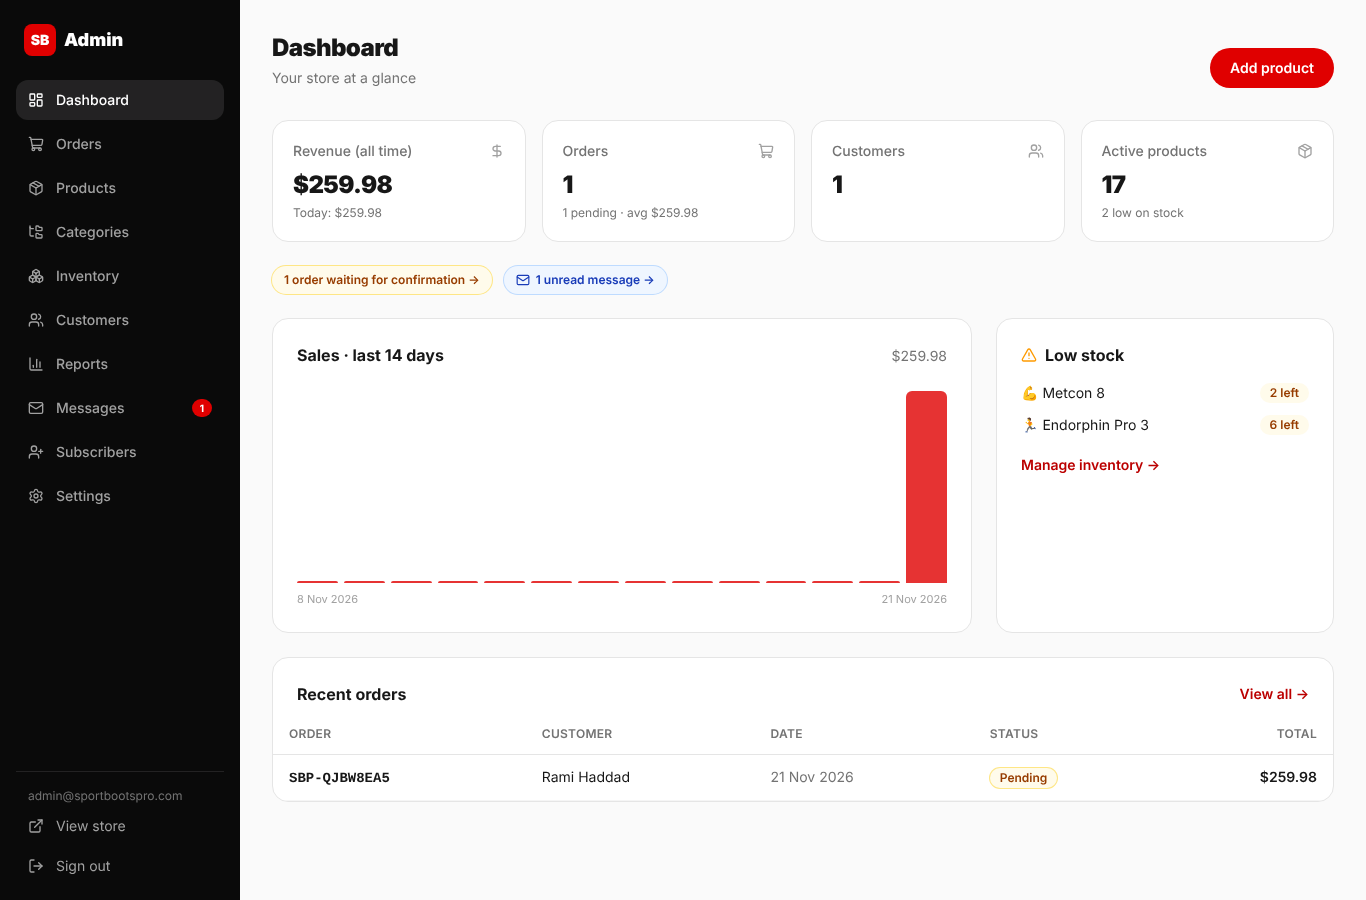 SB Admin
Dashboard
Orders
Products
Categories
Inventory
Customers
Reports
Messages 1
Subscribers
Settings
admin@sportbootspro.com
View store
Sign out
Dashboard
Your store at a glance
Add product
Revenue (all time)
$259.98
Today: $259.98
Orders
1
1 pending · avg $259.98
Customers
1
Active products
17
2 low on stock
1 order waiting for confirmation →
1 unread message →
Sales · last 14 days
$259.98
8 Nov 2026
21 Nov 2026
Low stock
💪 Metcon 8
2 left
🏃 Endorphin Pro 3
6 left
Manage inventory →
Recent orders
View all →
ORDER CUSTOMER DATE STATUS TOTAL
SBP-QJBW8EA5 Rami Haddad 21 Nov 2026 Pending $259.98